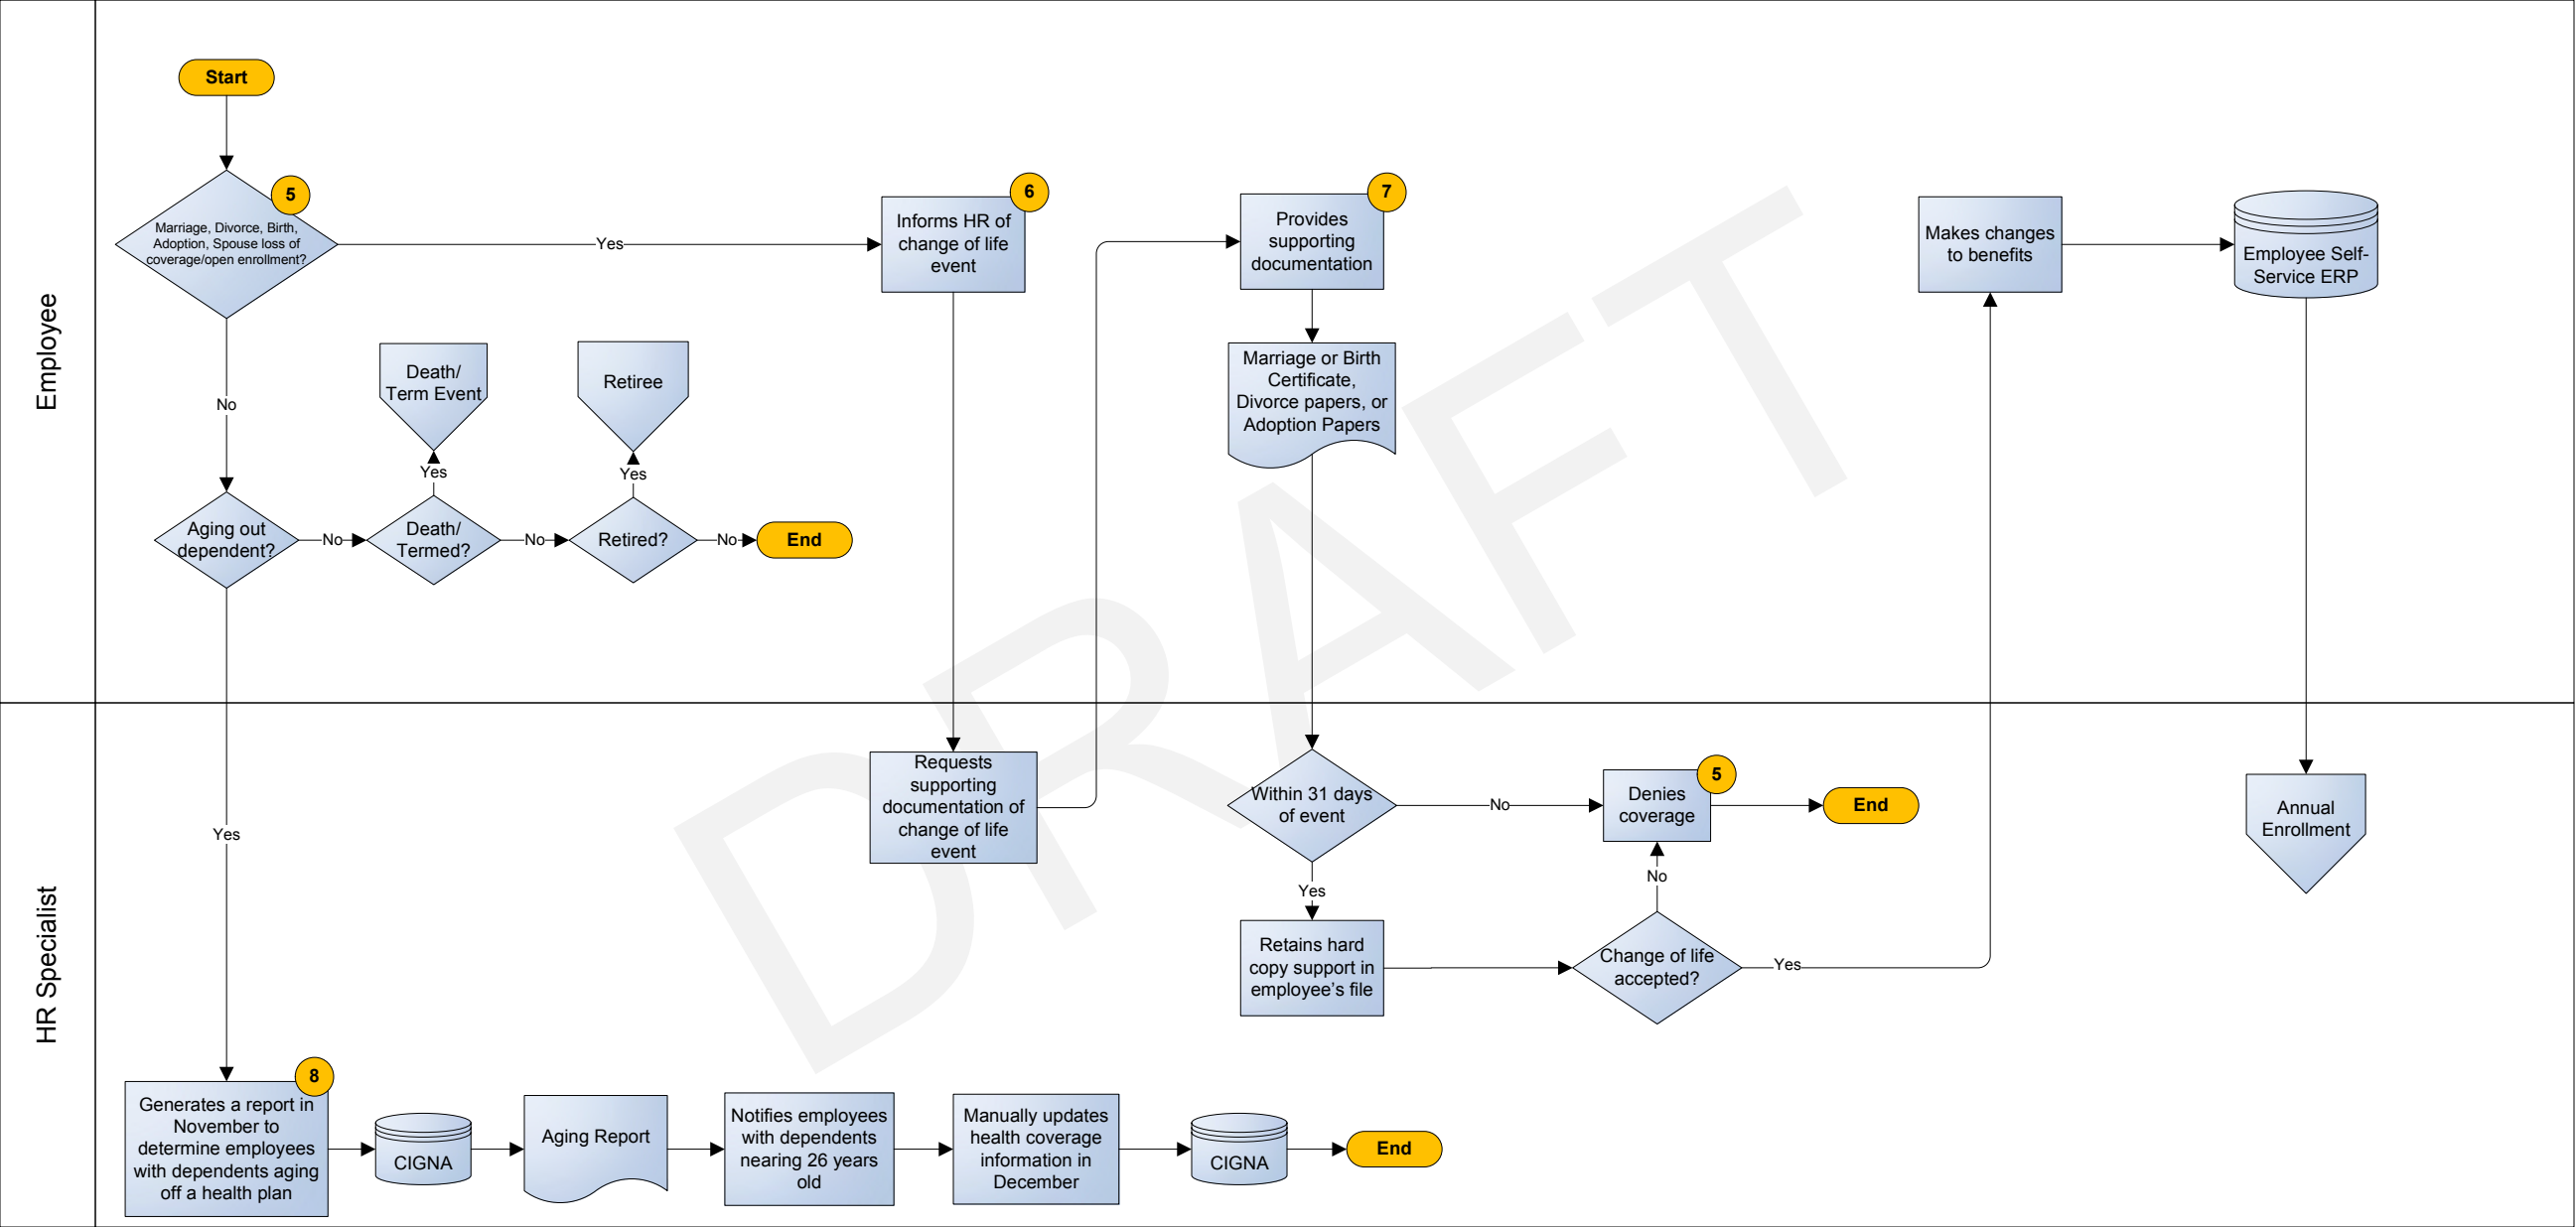 Employee
Start
5
Marriage, Divorce, Birth,
Adoption, Spouse loss of
coverage/open enrollment?
Yes
6
Informs HR of
change of life
event
7
Provides
supporting
documentation
Makes changes
to benefits
Employee Self-
Service ERP
No
Death/
Term Event
Retiree
Marriage or Birth
Certificate,
Divorce papers, or
Adoption Papers
Yes
Yes
Aging out
dependent?
No
Death/
Termed?
No
Retired?
No
End
DRAFT
HR Specialist
Yes
Requests
supporting
documentation of
change of life
event
Within 31 days
of event
No
5
Denies
coverage
End
Annual
Enrollment
Yes
No
Retains hard
copy support in
employee’s file
Change of life
accepted?
Yes
8
Generates a report in
November to
determine employees
with dependents aging
off a health plan
CIGNA
Aging Report
Notifies employees
with dependents
nearing 26 years
old
Manually updates
health coverage
information in
December
CIGNA
End